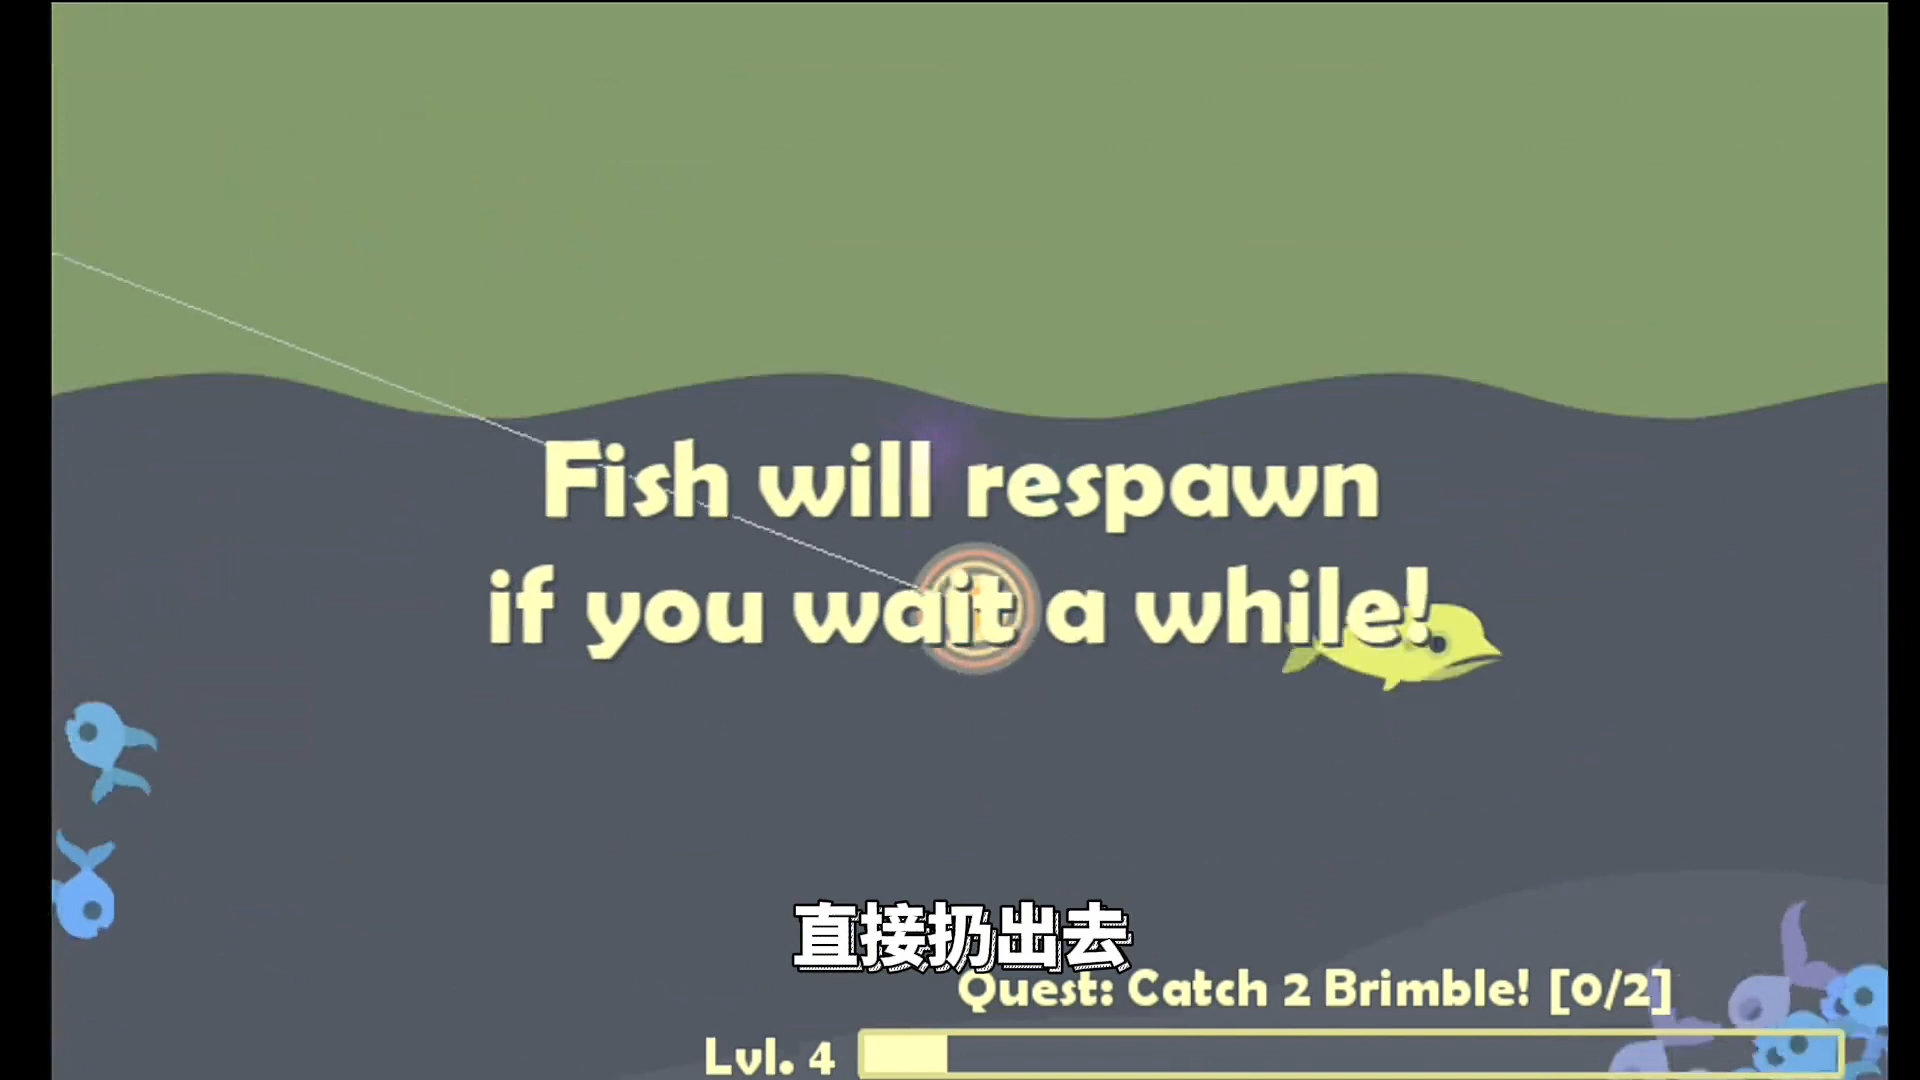 Fish will respawn
if you wait a while!
直接扔出去
Quest: Catch 2 Brimble! [0/2]
Lvl. 4